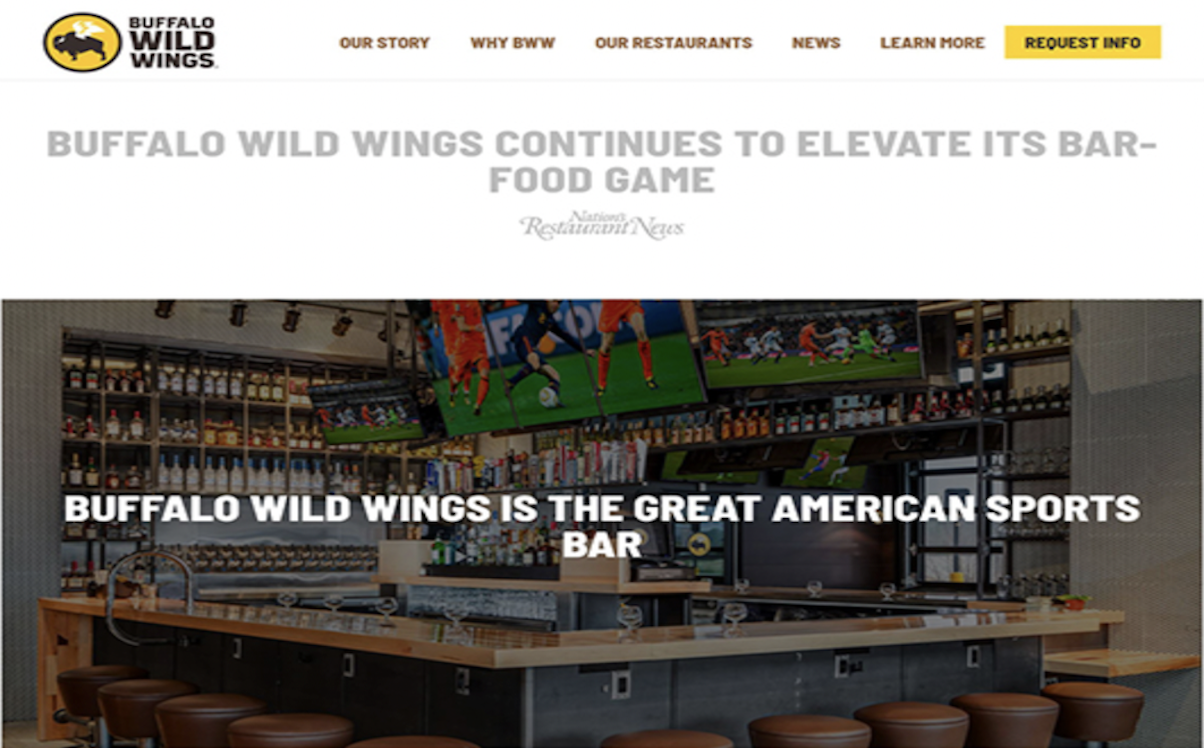 BUFFALO
WILD
WINGS
OUR STORY
WHY BWW
OUR RESTAURANTS
NEWS
LEARN MORE
REQUEST INFO
BUFFALO WILD WINGS CONTINUES TO ELEVATE ITS BAR-
FOOD GAME
Nation's
Restaurant News
BUFFALO WILD WINGS IS THE GREAT AMERICAN SPORTS
BAR